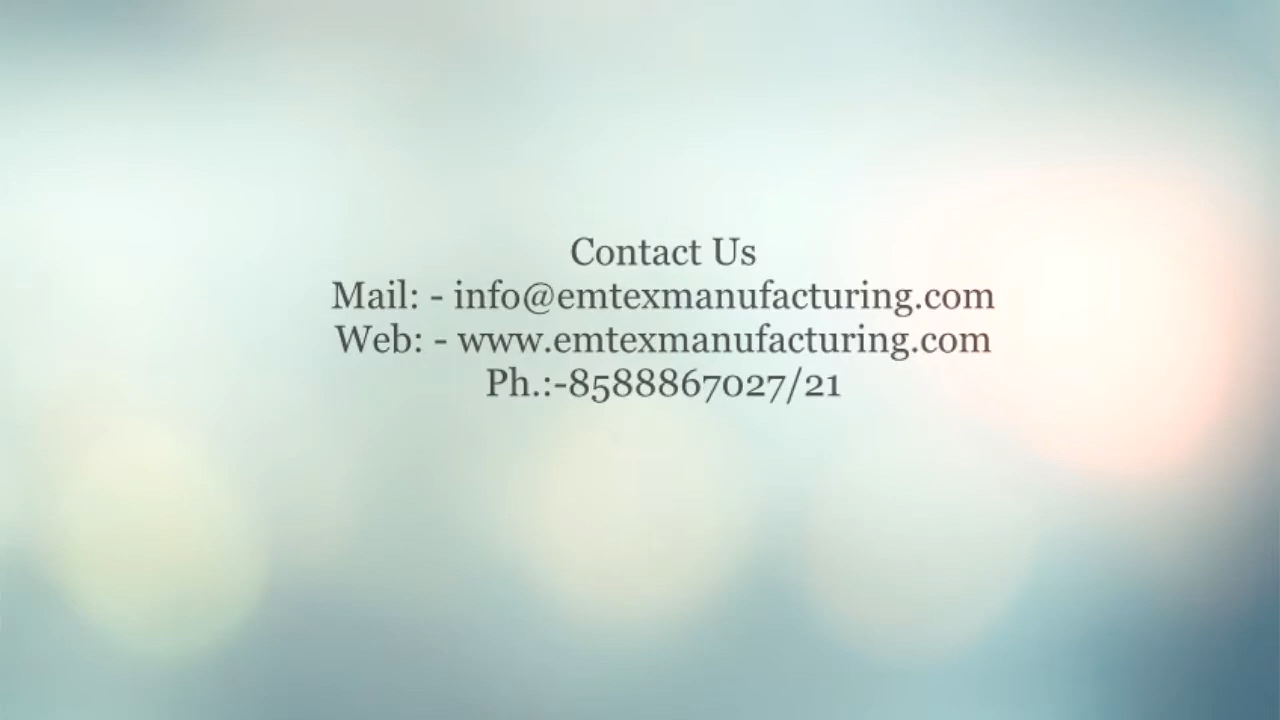 Contact Us
Mail: - info@emtexmanufacturing.com
Web: - www.emtexmanufacturing.com
Ph.:-8588867027/21